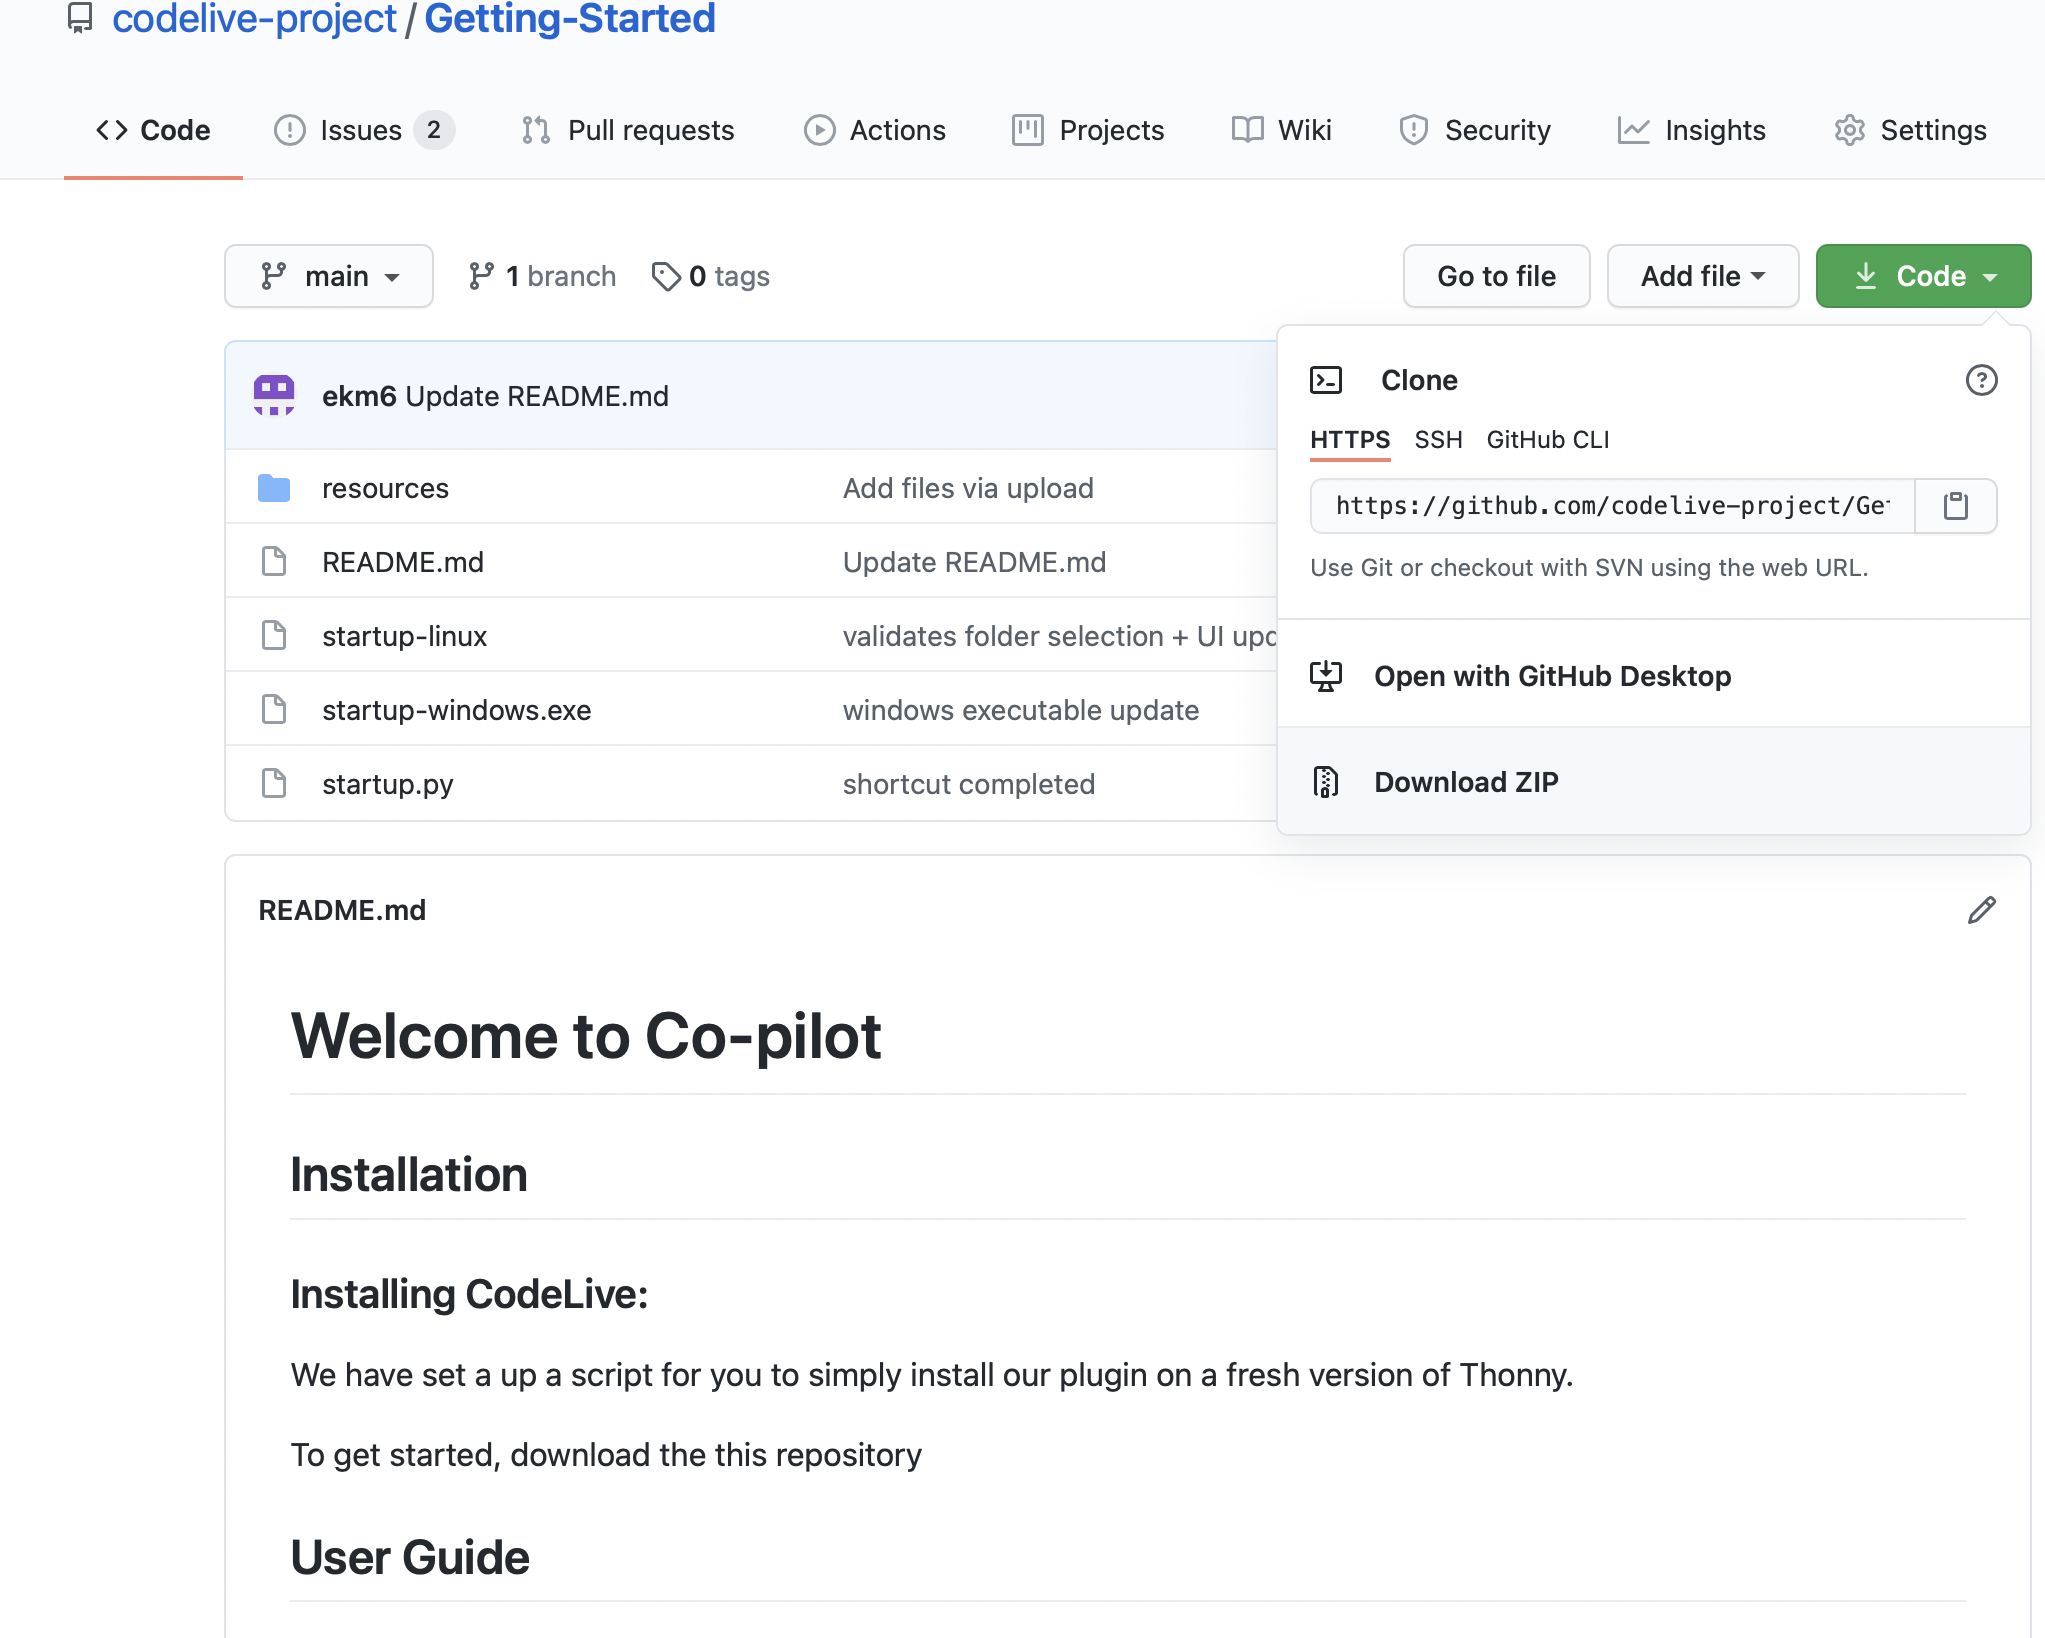 codelive-project / Getting-Started
Code Issues 2 Pull requests Actions Projects Wiki Security Insights Settings
main 1 branch 0 tags Go to file Add file Code
ekm6 Update README.md
resources Add files via upload
README.md Update README.md
startup-linux validates folder selection + UI upd
startup-windows.exe windows executable update
startup.py shortcut completed
Clone
HTTPS SSH GitHub CLI
https://github.com/codelive-project/Get
Use Git or checkout with SVN using the web URL.
Open with GitHub Desktop
Download ZIP
README.md
Welcome to Co-pilot
Installation
Installing CodeLive:
We have set a up a script for you to simply install our plugin on a fresh version of Thonny.
To get started, download the this repository
User Guide